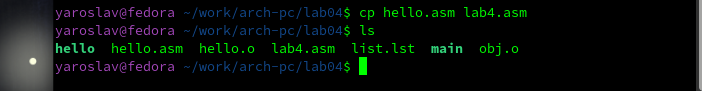 yaroslav@fedora ~/work/arch-pc/lab04$ cp hello.asm lab4.asm
yaroslav@fedora ~/work/arch-pc/lab04$ ls
hello hello.asm hello.o lab4.asm list.lst main obj.o
yaroslav@fedora ~/work/arch-pc/lab04$